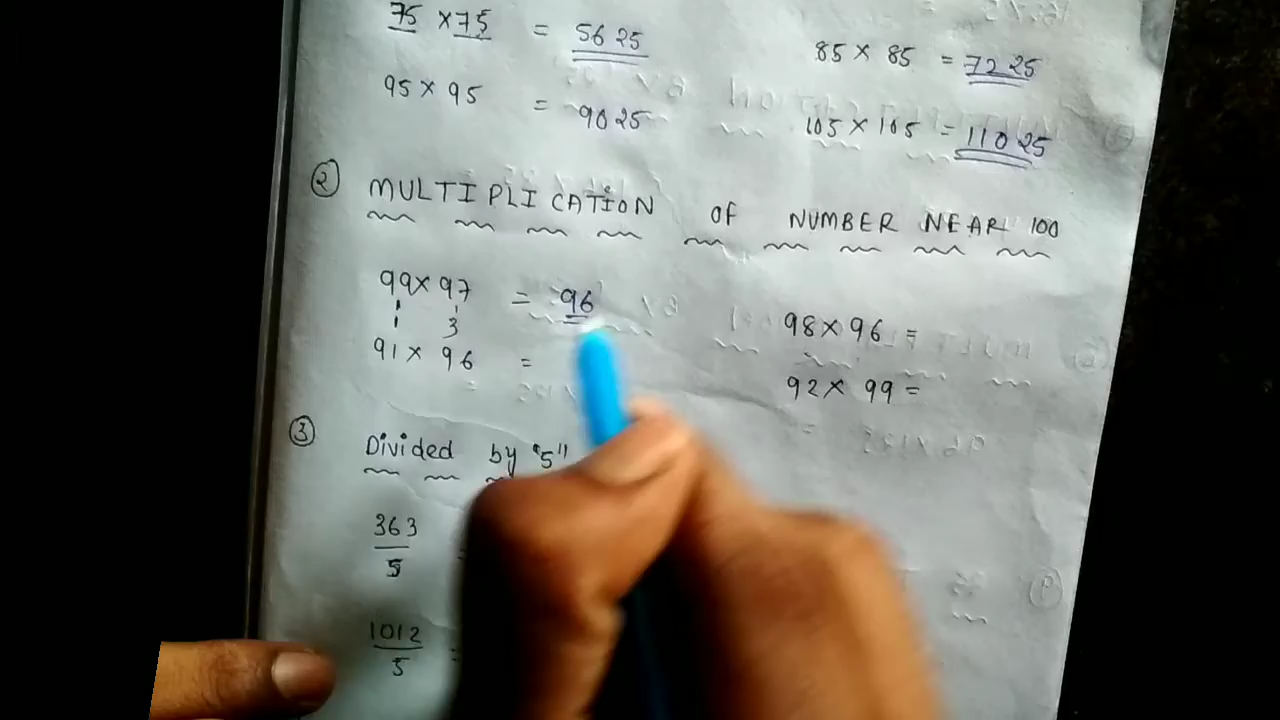 75 × 75 = 5625
85 × 85 = 7225
95 × 95 = 9025
105 × 105 = 11025
② MULTIPLICATION OF NUMBER NEAR 100
99 × 97 = 96
1 3
98 × 96 =
91 × 96 =
92 × 99 =
③ Divided by "5"
363
5
1012
5 =